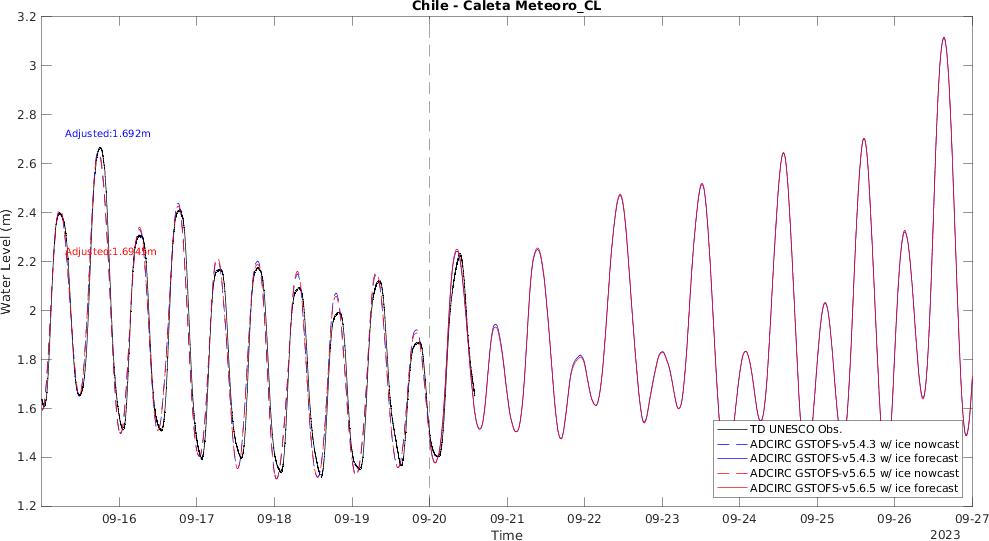 Chile - Caleta Meteoro_CL
3.2
3
2.8
2.6
2.4
2.2
2
1.8
1.6
1.4
1.2
Water Level (m)
Adjusted:1.692m
Adjusted:1.6945m
TD UNESCO Obs.
ADCIRC GSTOFS-v5.4.3 w/ ice nowcast
ADCIRC GSTOFS-v5.4.3 w/ ice forecast
ADCIRC GSTOFS-v5.6.5 w/ ice nowcast
ADCIRC GSTOFS-v5.6.5 w/ ice forecast
09-16 09-17 09-18 09-19 09-20 09-21 09-22 09-23 09-24 09-25 09-26 09-27
Time
2023